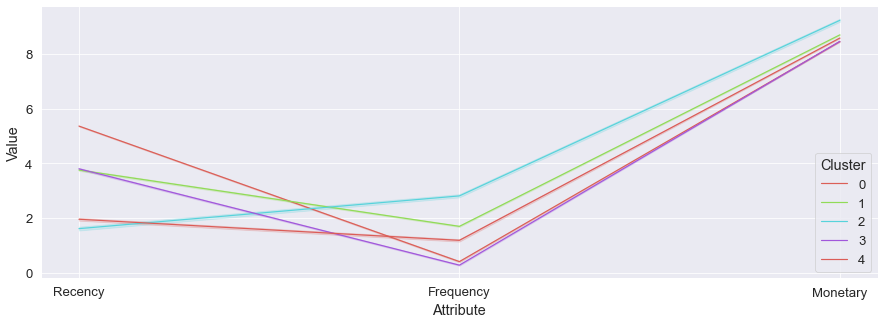 Value
8
6
4
2
0
Recency
Frequency
Monetary
Attribute
Cluster
0
1
2
3
4